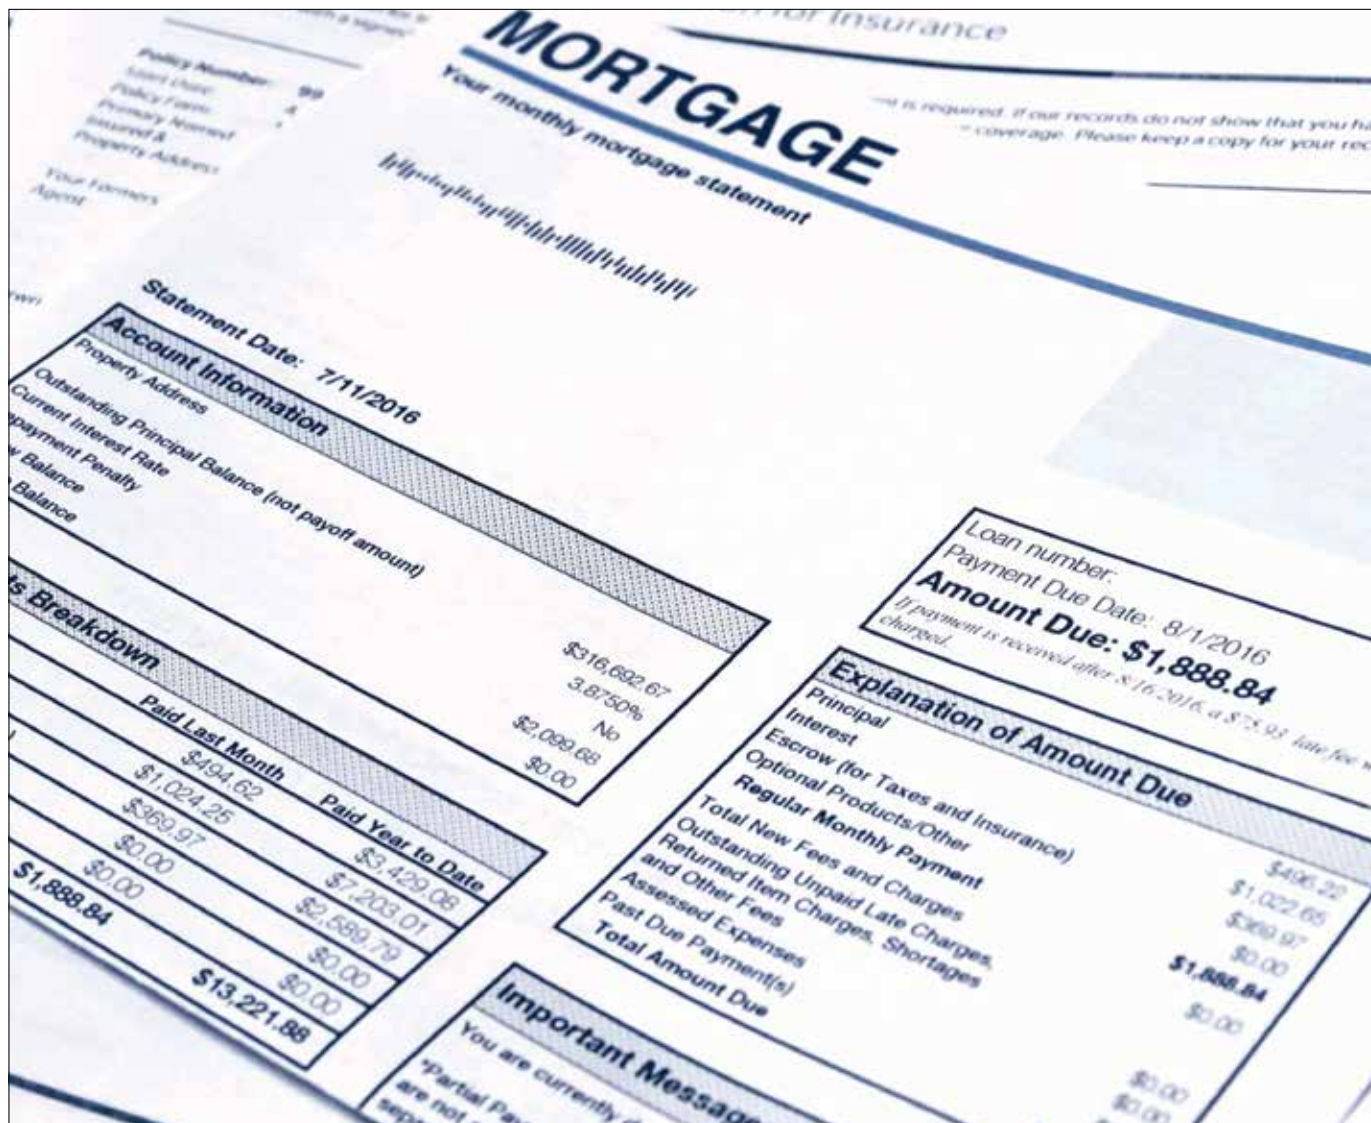 for Insurance
MORTGAGE
Your monthly mortgage statement
is required. If our records do not show that you ha
coverage. Please keep a copy for your rec
Policy Number: 99
Policy Form:
Primary Named
Insured &
Property Address
Your Farmers
Agent
Statement Date: 7/11/2016
Account Information
Property Address
Outstanding Principal Balance (not payoff amount) $316,692.67
Current Interest Rate 3.8750%
payment Penalty No
w Balance $2,099.68
Balance $0.00
ts Breakdown
Paid Last Month Paid Year to Date
$494.62 $3,429.08
$1,024.25 $7,203.01
$369.97 $2,589.79
$0.00 $0.00
$0.00 $0.00
$1,888.84 $13,221.88
Loan number:
Payment Due Date: 8/1/2016
Amount Due: $1,888.84
If payment is received after 8/16/2016, a $75.93 late fee w
charged.
Explanation of Amount Due
Principal $496.22
Interest $1,022.65
Escrow (for Taxes and Insurance) $369.97
Optional Products/Other $0.00
Regular Monthly Payment $1,888.84
Total New Fees and Charges $0.00
Outstanding Unpaid Late Charges,
Returned Item Charges, Shortages
and Other Fees $0.00
Assessed Expenses $0.00
Past Due Payment(s)
Total Amount Due
Important Messag
You are currently
*Partial Pay
are not
sep